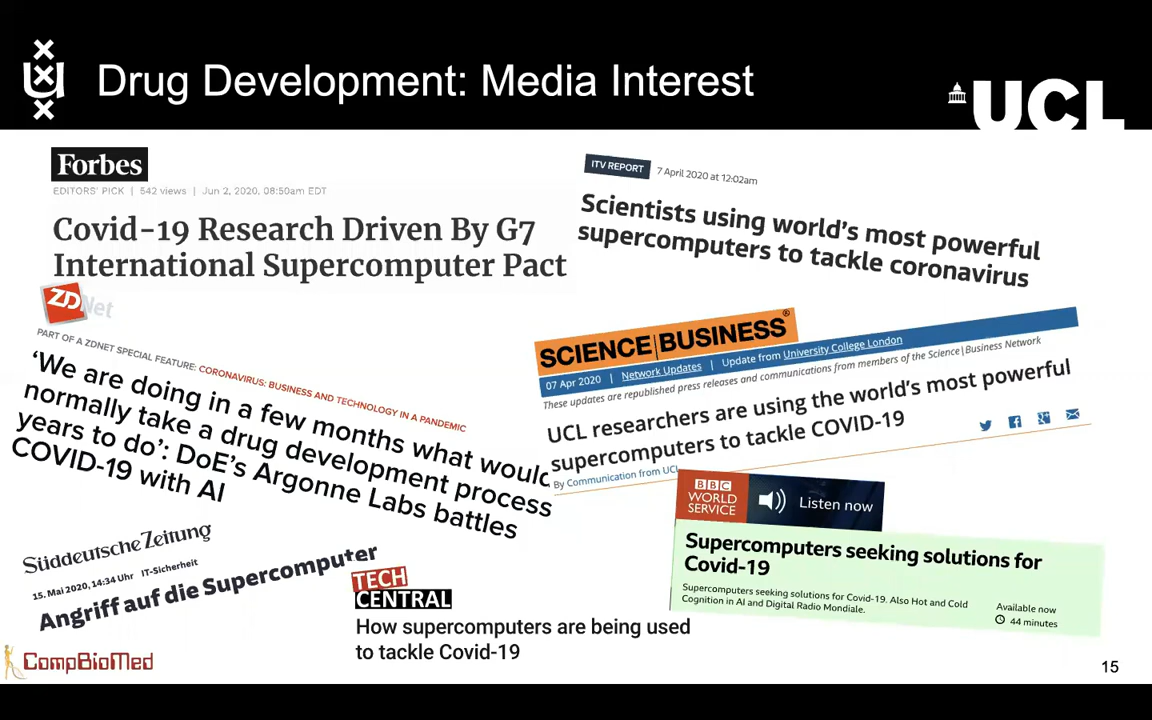 Drug Development: Media Interest
UCL
Forbes
EDITORS' PICK | 542 views | Jun 2, 2020, 08:50am EDT
Covid-19 Research Driven By G7
International Supercomputer Pact
ITV REPORT 7 April 2020 at 12:02am
Scientists using world's most powerful
supercomputers to tackle coronavirus
ZDNet
PART OF A ZDNET SPECIAL FEATURE: CORONAVIRUS: BUSINESS AND TECHNOLOGY IN A PANDEMIC
'We are doing in a few months what would
normally take a drug development process
years to do': DoE's Argonne Labs battles
COVID-19 with AI
SCIENCE|BUSINESS®
07 Apr 2020 | Network Updates | Update from University College London
These updates are republished press releases and communications from members of the Science|Business Network
UCL researchers are using the world's most powerful
supercomputers to tackle COVID-19
By Communication from UCL
BBC
WORLD
SERVICE
Listen now
Supercomputers seeking solutions for
Covid-19
Supercomputers seeking solutions for Covid-19. Also Hot and Cold
Cognition in AI and Digital Radio Mondiale.
Available now
44 minutes
Süddeutsche Zeitung
15. Mai 2020, 14:34 Uhr IT-Sicherheit
Angriff auf die Supercomputer
TECH
CENTRAL
How supercomputers are being used
to tackle Covid-19
CompBioMed
15